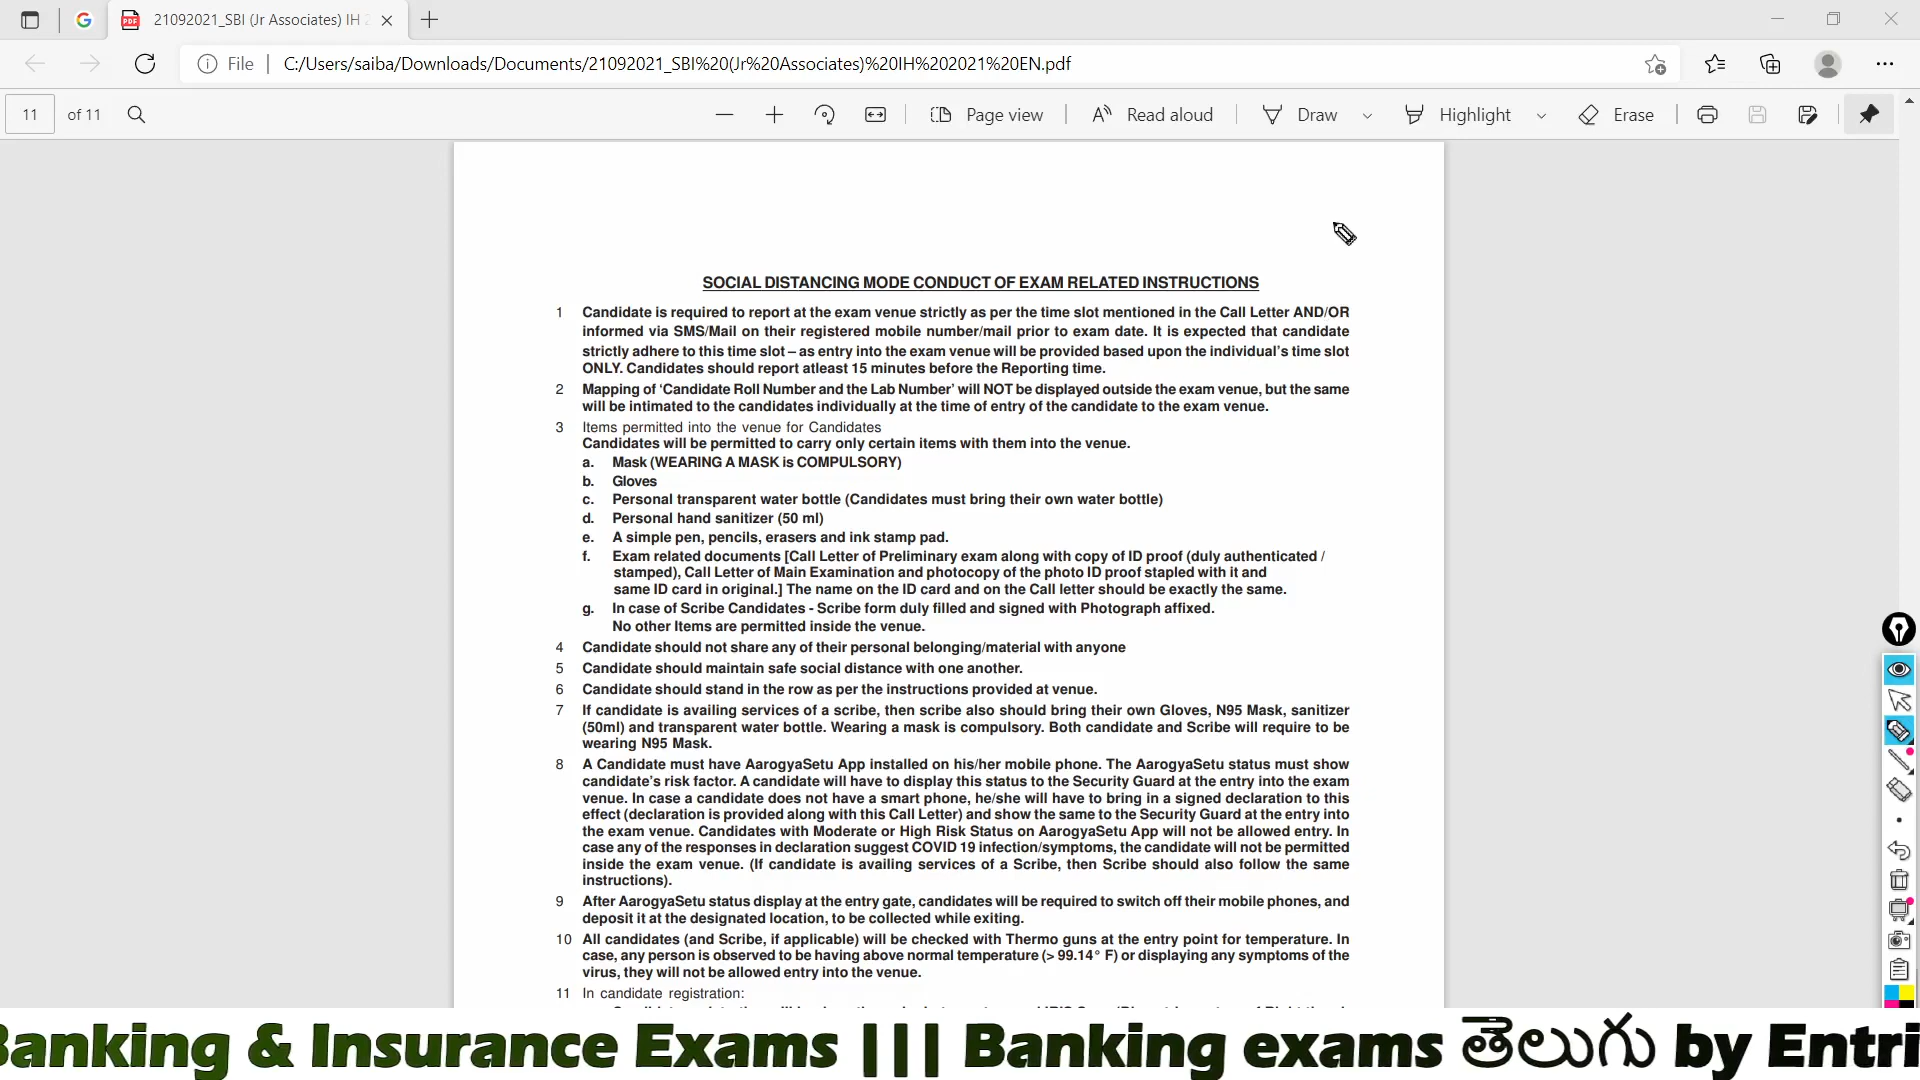 21092021_SBI (Jr Associates) IH 2
File
C:/Users/saiba/Downloads/Documents/21092021_SBI%20(Jr%20Associates)%20IH%202021%20EN.pdf
11 of 11
Page view
Read aloud
Draw
Highlight
Erase
SOCIAL DISTANCING MODE CONDUCT OF EXAM RELATED INSTRUCTIONS
1 Candidate is required to report at the exam venue strictly as per the time slot mentioned in the Call Letter AND/OR
informed via SMS/Mail on their registered mobile number/mail prior to exam date. It is expected that candidate
strictly adhere to this time slot – as entry into the exam venue will be provided based upon the individual's time slot
ONLY. Candidates should report atleast 15 minutes before the Reporting time.
2 Mapping of 'Candidate Roll Number and the Lab Number' will NOT be displayed outside the exam venue, but the same
will be intimated to the candidates individually at the time of entry of the candidate to the exam venue.
3 Items permitted into the venue for Candidates
Candidates will be permitted to carry only certain items with them into the venue.
a. Mask (WEARING A MASK is COMPULSORY)
b. Gloves
c. Personal transparent water bottle (Candidates must bring their own water bottle)
d. Personal hand sanitizer (50 ml)
e. A simple pen, pencils, erasers and ink stamp pad.
f. Exam related documents [Call Letter of Preliminary exam along with copy of ID proof (duly authenticated /
stamped), Call Letter of Main Examination and photocopy of the photo ID proof stapled with it and
same ID card in original.] The name on the ID card and on the Call letter should be exactly the same.
g. In case of Scribe Candidates - Scribe form duly filled and signed with Photograph affixed.
No other Items are permitted inside the venue.
4 Candidate should not share any of their personal belonging/material with anyone
5 Candidate should maintain safe social distance with one another.
6 Candidate should stand in the row as per the instructions provided at venue.
7 If candidate is availing services of a scribe, then scribe also should bring their own Gloves, N95 Mask, sanitizer
(50ml) and transparent water bottle. Wearing a mask is compulsory. Both candidate and Scribe will require to be
wearing N95 Mask.
8 A Candidate must have AarogyaSetu App installed on his/her mobile phone. The AarogyaSetu status must show
candidate's risk factor. A candidate will have to display this status to the Security Guard at the entry into the exam
venue. In case a candidate does not have a smart phone, he/she will have to bring in a signed declaration to this
effect (declaration is provided along with this Call Letter) and show the same to the Security Guard at the entry into
the exam venue. Candidates with Moderate or High Risk Status on AarogyaSetu App will not be allowed entry. In
case any of the responses in declaration suggest COVID 19 infection/symptoms, the candidate will not be permitted
inside the exam venue. (If candidate is availing services of a Scribe, then Scribe should also follow the same
instructions).
9 After AarogyaSetu status display at the entry gate, candidates will be required to switch off their mobile phones, and
deposit it at the designated location, to be collected while exiting.
10 All candidates (and Scribe, if applicable) will be checked with Thermo guns at the entry point for temperature. In
case, any person is observed to be having above normal temperature (> 99.14° F) or displaying any symptoms of the
virus, they will not be allowed entry into the venue.
11 In candidate registration:
Banking & Insurance Exams ||| Banking exams తెలుగు by Entri